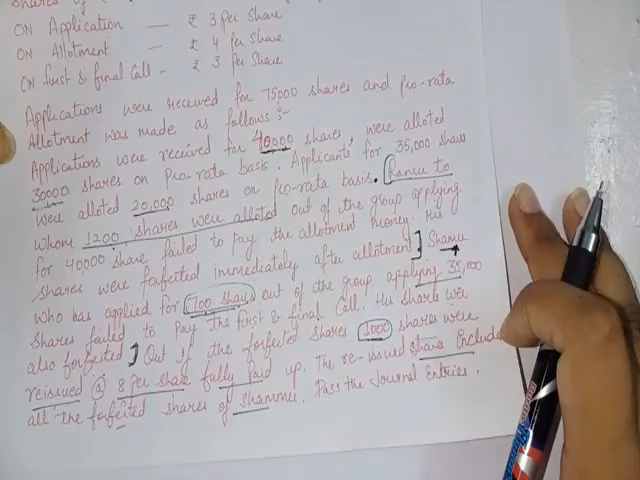 shares of
ON Application — ₹ 3 per share
ON Allotment — ₹ 4 per share
ON first & final Call - ₹ 3 per share
Applications were received for 75000 shares and pro-rata
Allotment was made as follows :-
Applications were received for 40000 shares, were alloted
30000 shares on pro-rata basis. Applicants for 35,000 share
were alloted 20,000 shares on pro-rata basis. (Ramu to
whom 1200 shares were alloted out of the group applying
for 40000 share failed to pay the allotment money. His
shares were forfeited immediately after allotment] Shamu
who has applied for 700 share out of the group applying 35,000
shares failed to pay the first & final Call. His share wer
also forfeited] Out if the forfeited shares 1000 shares were
reissued @ 8 per share fully paid up. The re-issued share include
all the forfeited shares of Shammu. Pass the Journal Entries.